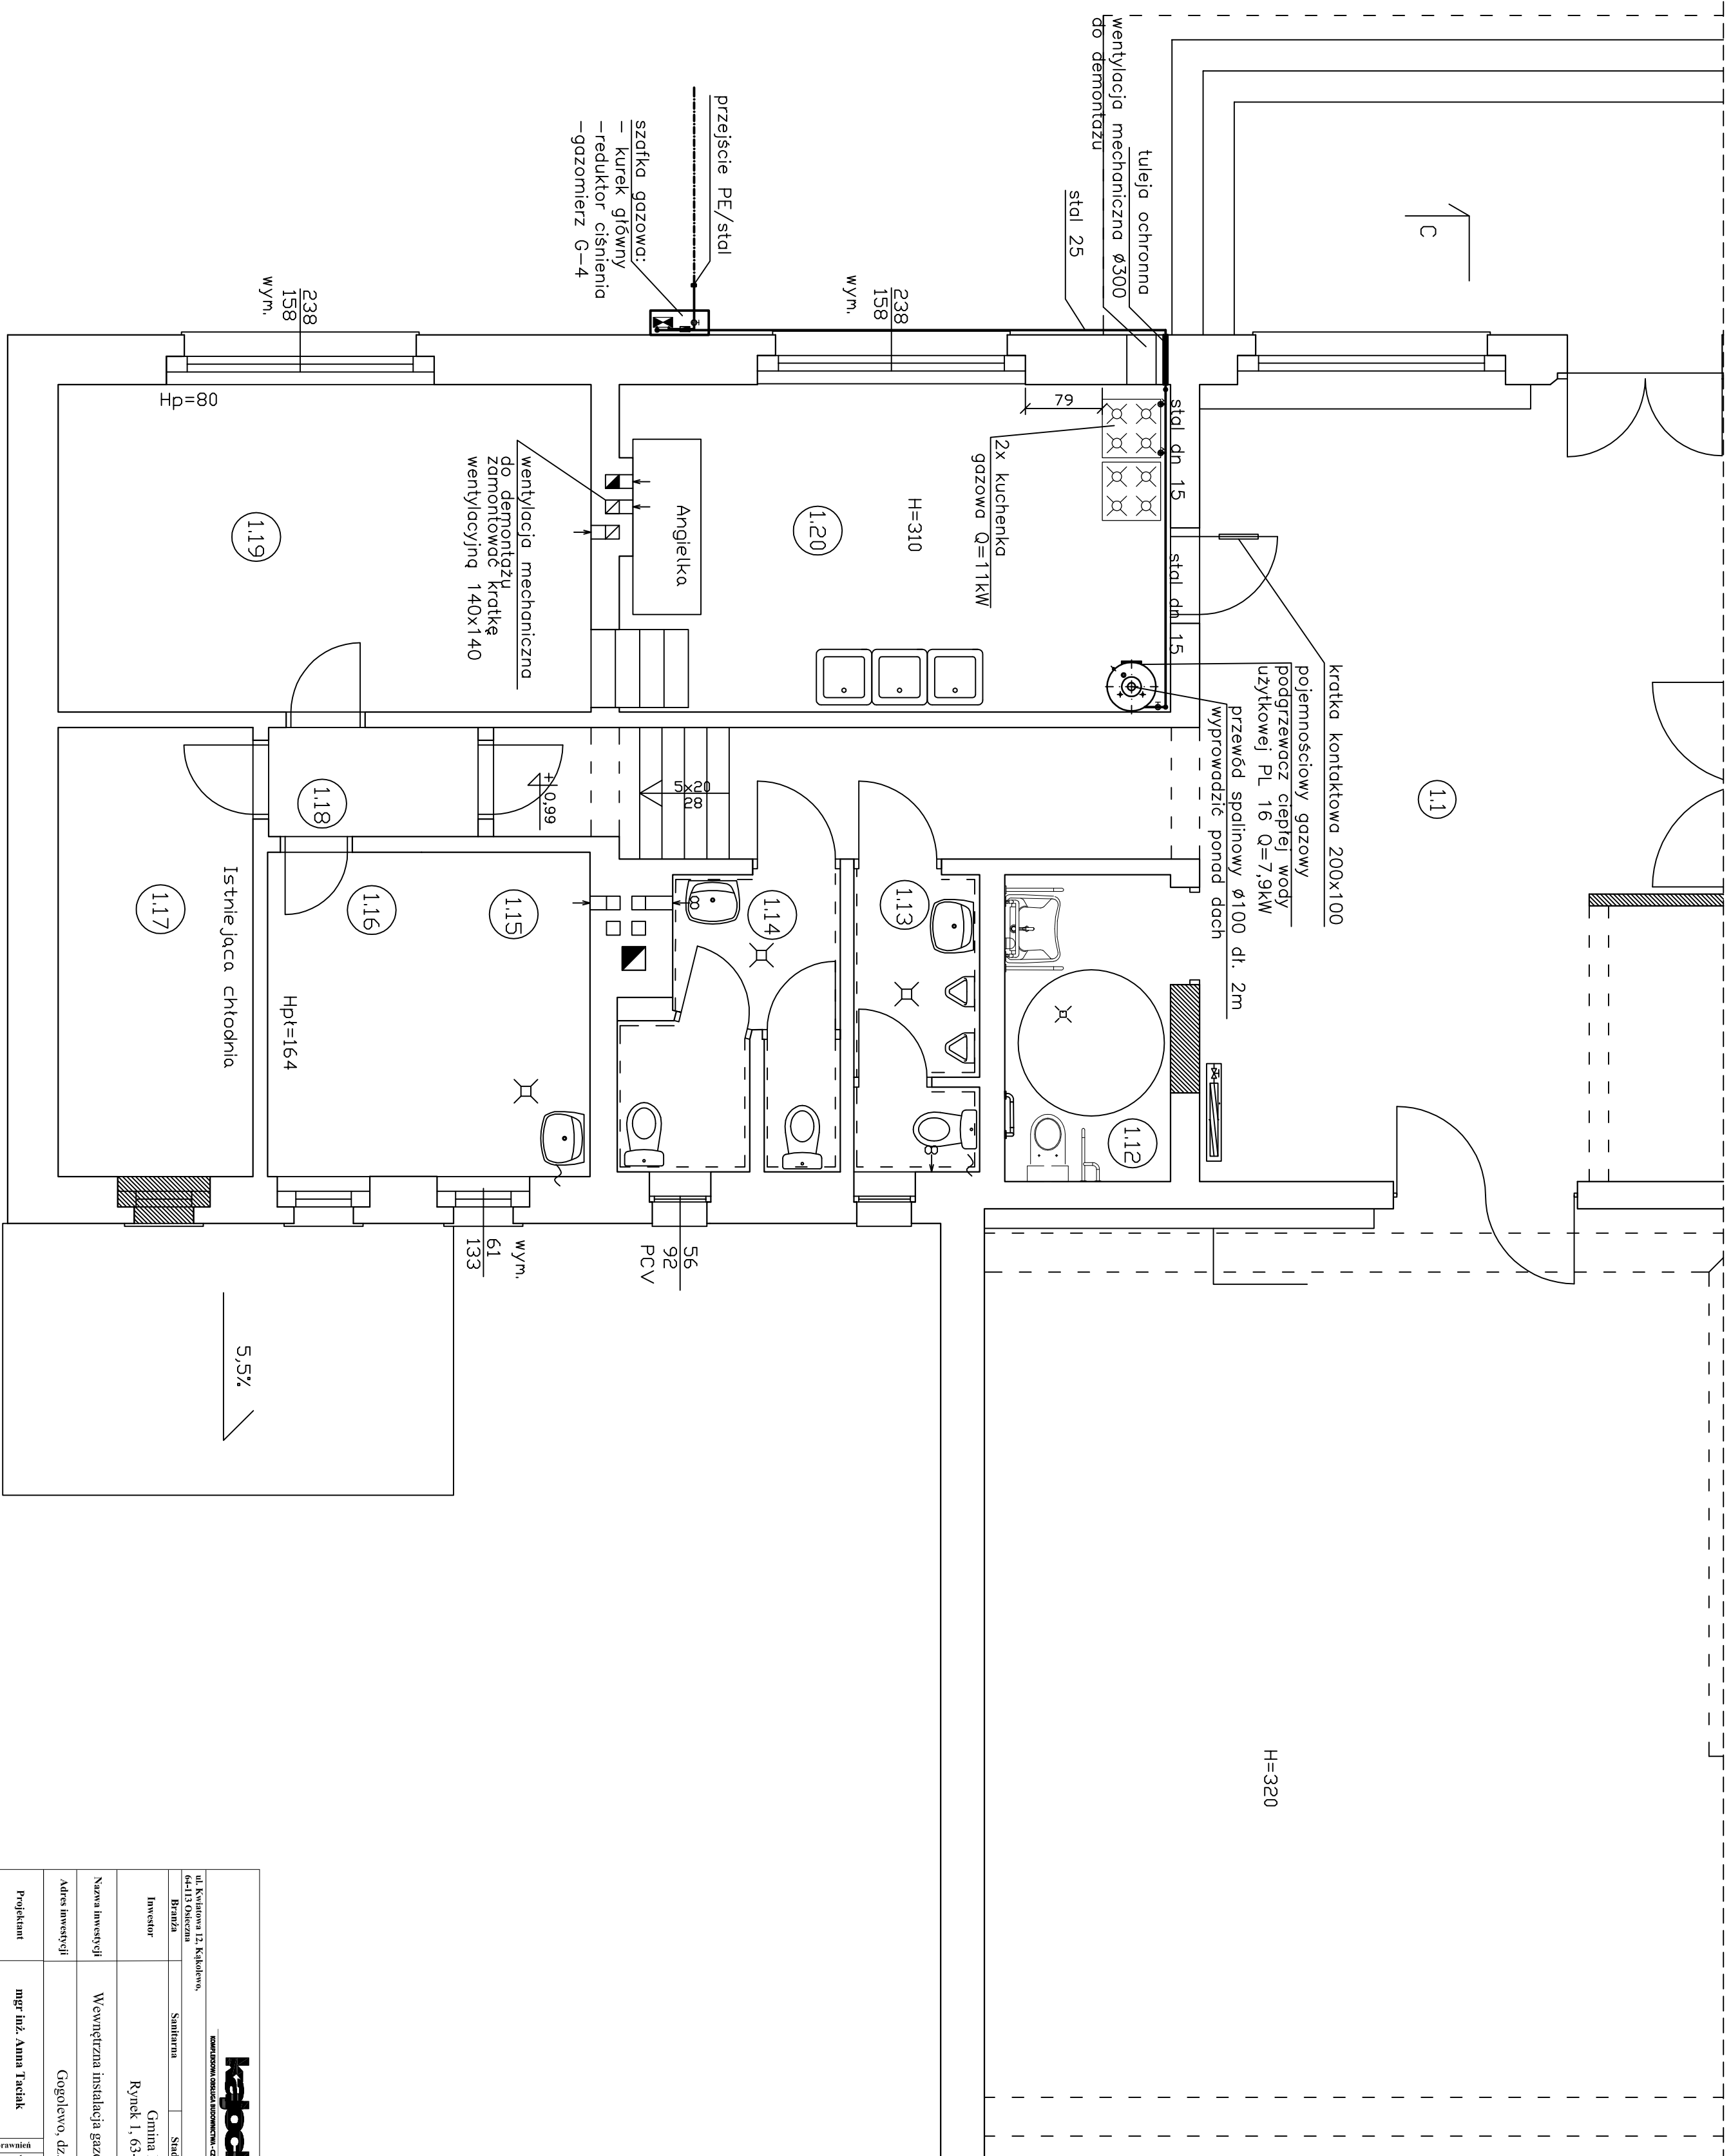 wentylacja mechaniczna ø300
do demontażu
tuleja ochronna
stal 25
przejście PE/stal
szafka gazowa:
- kurek główny
-reduktor ciśnienia
-gazomierz G-4
C
238
158
wym.
238
158
wym.
Hp=80
79
stal dn 15
stal dn 15
2x kuchenka
gazowa Q=11kW
H=310
1.20
Angielka
wentylacja mechaniczna
do demontażu
zamontować kratkę
wentylacyjną 140x140
1.19
kratka kontaktowa 200x100
pojemnościowy gazowy
podgrzewacz ciepłej wody
użytkowej PL 16 Q=7,9kW
przewód spalinowy ø100 dł. 2m
wyprowadzić ponad dach
1.1
5x20
28
+0,99
1.18
1.14
8
1.13
8
1.12
1.15
1.16
1.17
Istniejąca chłodnia
Hpł=164
wym.
61
133
56
92
PCV
5,5%
H=320
ul. Kwiatowa 12, Kąkolewo,
64-113 Osieczna
KOMPLEKSOWA OBSŁUGA BUDOWNICTWA
Branża
Sanitarna
Inwestor
Gmina
Rynek 1, 63-
Nazwa inwestycji
Wewnętrzna instalacja
Adres inwestycji
Gogolewo, dz.
Projektant
mgr inż. Anna Taciak